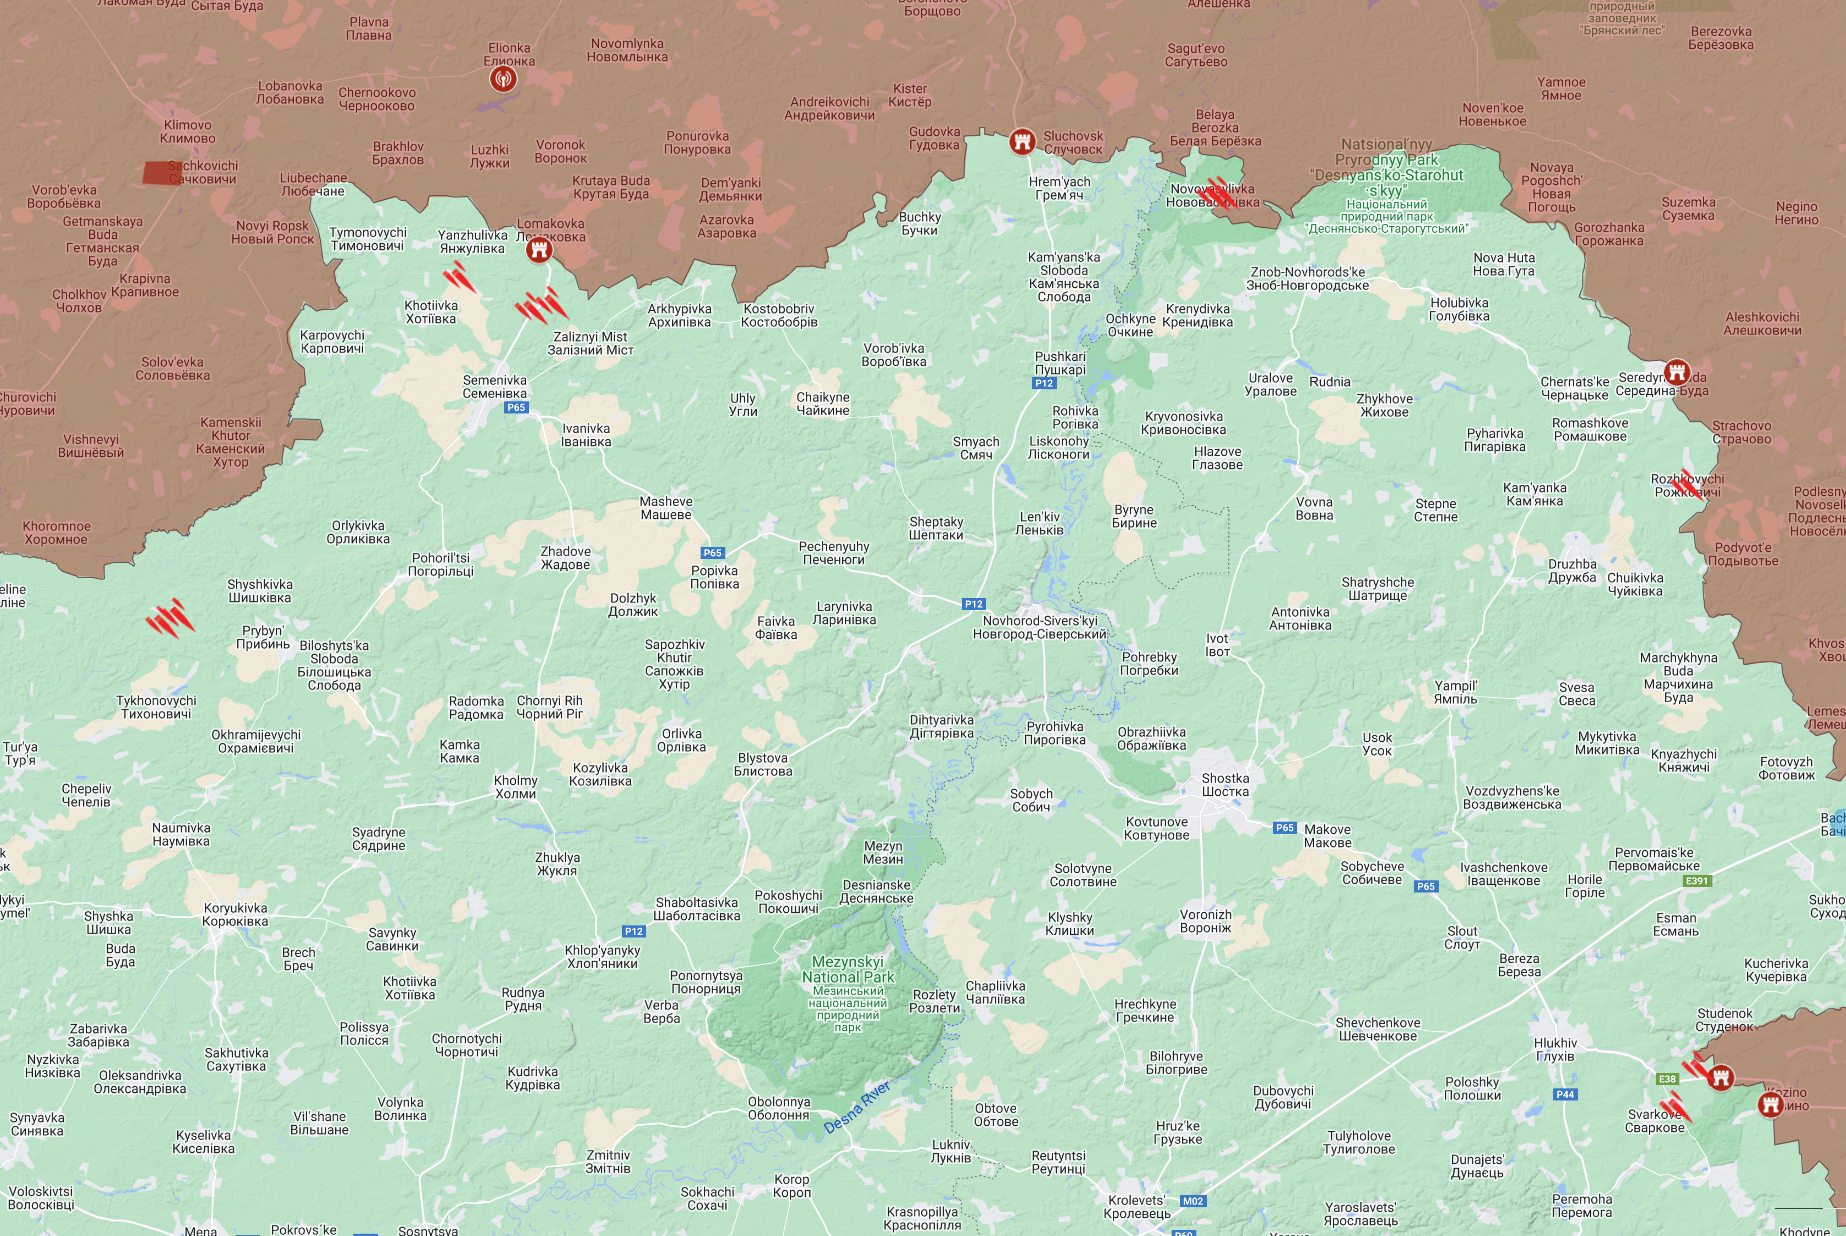 Лакомая Буда
Сытая Буда
Plavna
Плавна
Elionka
Елионка
Novomlynka
Новомлынка
Борщово
Алешенка
Sagut'evo
Сагутьево
природный
заповедник
"Брянский лес"
Berezovka
Берёзовка
Lobanovka
Лобановка
Chernookovo
Чернооково
Andreikovichi
Андрейковичи
Kister
Кистёр
Yamnoe
Ямное
Noven'koe
Новенькое
Klimovo
Климово
Sachkovichi
Сачковичи
Brakhlov
Брахлов
Luzhki
Лужки
Voronok
Воронок
Ponurovka
Понуровка
Gudovka
Гудовка
Sluchovsk
Случовск
Belaya
Berozka
Белая Берёзка
Natsional'nyy
Pryrodnyy Park
"Desnyans'ko-Starohut
s'kyy"
Національний
природний парк
"Деснянсько-Старогутський"
Novaya
Pogoshch'
Новая
Погощь
Vorob'evka
Воробьёвка
Liubechane
Любечане
Krutaya Buda
Крутая Буда
Dem'yanki
Демьянки
Hrem'yach
Грем'яч
Novovasylivka
Нововасилівка
Suzemka
Суземка
Negino
Негино
Getmanskaya
Buda
Гетманская
Буда
Novyi Ropsk
Новый Ропск
Tymonovychi
Тимоновичі
Yanzhulivka
Янжулівка
Lomakovka
Ломаковка
Azarovka
Азаровка
Buchky
Бучки
Gorozhanka
Горожанка
Krapivna
Крапивное
Cholkhov
Чолхов
Khotiivka
Хотіївка
Kam'yans'ka
Sloboda
Кам'янська
Слобода
Znob-Novhorods'ke
Зноб-Новгородське
Nova Huta
Нова Гута
Karpovychi
Карповичі
Zaliznyi Mist
Залізний Міст
Arkhypivka
Архипівка
Kostobobriv
Костобобрів
Ochkyne
Очкине
Krenydivka
Кренидівка
Holubivka
Голубівка
Aleshkovichi
Алешковичи
Solov'evka
Соловьёвка
Vorob'ivka
Вороб'ївка
Pushkari
Пушкарі
P12
Semenivka
Семенівка
P65
Uhly
Угли
Chaikyne
Чайкине
Uralove
Уралове
Rudnia
Zhykhove
Жихове
Chernats'ke
Чернацьке
Середина-Буда
Churovichi
Чуровичи
Kamenskii
Khutor
Каменский
Хутор
Vishnevyi
Вишнёвый
Ivanivka
Іванівка
Smyach
Смяч
Rohivka
Рогівка
Liskonohy
Лісконоги
Kryvonosivka
Кривоносівка
Hlazove
Глазове
Pyharivka
Пигарівка
Romashkove
Ромашкове
Strachovo
Страчово
Rozhkovychi
Рожковичі
Khoromnoe
Хоромное
Orlykivka
Орликівка
Masheve
Машеве
Sheptaky
Шептаки
Len'kiv
Леньків
Byryne
Бирине
Vovna
Вовна
Stepne
Степне
Kam'yanka
Кам'янка
Podyvot'e
Подывотье
Pohoril'tsi
Погорільці
Zhadove
Жадове
P65
Popivka
Попівка
Pechenyuhy
Печенюги
Shatryshche
Шатрище
Druzhba
Дружба
Chuikivka
Чуйківка
Shyshkivka
Шишківка
Dolzhyk
Должик
Larynivka
Ларинівка
P12
Novhorod-Sivers'kyi
Новгород-Сіверський
Antonivka
Антонівка
Prybyn'
Прибинь
Biloshyts'ka
Sloboda
Білошицька
Слобода
Faivka
Фаївка
Sapozhkiv
Khutir
Сапожків
Хутір
Pohrebky
Погребки
Ivot
Івот
Marchykhyna
Buda
Марчихина
Буда
Tykhonovychi
Тихоновичі
Radomka
Радомка
Chornyi Rih
Чорний Ріг
Dihtyarivka
Дігтярівка
Pyrohivka
Пирогівка
Obrazhiivka
Ображіївка
Yampil'
Ямпіль
Svesa
Свеса
Okhramijevychi
Охрамієвичі
Tur'ya
Тур'я
Kamka
Камка
Orlivka
Орлівка
Blystova
Блистова
Kozylivka
Козилівка
Kholmy
Холми
Usok
Усок
Mykytivka
Микитівка
Knyazhychi
Княжичі
Fotovyzh
Фотовиж
Chepeliv
Чепелів
Sobych
Собич
Shostka
Шостка
Vozdvyzhens'ke
Воздвиженська
Naumivka
Наумівка
Syadryne
Сядрине
Kovtunove
Ковтунове
P65
Makove
Макове
Zhuklya
Жукля
Mezyn
Мезин
Desnianske
Деснянське
Solotvyne
Солотвине
Sobycheve
Собичеве
P65
Ivashchenkove
Іващенкове
Pervomais'ke
Первомайське
Horile
Горіле
E391
Pokoshychi
Покошичі
Koryukivka
Корюківка
Shyshka
Шишка
Shaboltasivka
Шаболтасівка
Klyshky
Клишки
Voronizh
Вороніж
Esman
Есмань
Savynky
Савинки
P12
Slout
Слоут
Buda
Буда
Brech
Бреч
Khlop'yanyky
Хлоп'яники
Mezynskyi
National Park
Мезинський
національний
природний
парк
Bereza
Береза
Kucherivka
Кучерівка
Khotiivka
Хотіївка
Rudnya
Рудня
Ponornytsya
Понорниця
Rozlety
Розлети
Chapliivka
Чапліївка
Verba
Верба
Hrechkyne
Гречкине
Shevchenkove
Шевченкове
Studenok
Студенок
Zabarivka
Забарівка
Polissya
Полісся
Chornotychi
Чорнотичі
Nyzkivka
Низківка
Sakhutivka
Сахутівка
Oleksandrivka
Олександрівка
Kudrivka
Кудрівка
Bilohryve
Білогриве
Hlukhiv
Глухів
E38
Poloshky
Полошки
P44
Dubovychi
Дубовичі
Svarkove
Сваркове
Synyavka
Синявка
Volynka
Волинка
Vil'shane
Вільшане
Obolonnya
Оболоння
Desna River
Obtove
Обтове
Hruz'ke
Грузьке
Kyselivka
Киселівка
Zmitniv
Змітнів
Lukniv
Лукнів
Reutyntsi
Реутинці
Tulyholove
Тулиголове
Dunajets'
Дунаєць
Voloskivtsi
Волосківці
Sokhachi
Сохачі
Korop
Короп
Krolevets'
Кролевець
M02
Yaroslavets'
Ярославець
Peremoha
Перемога
Krasnopillya
Краснопілля
Mena
Pokrovs'ke
Sosnytsya
Khodyne